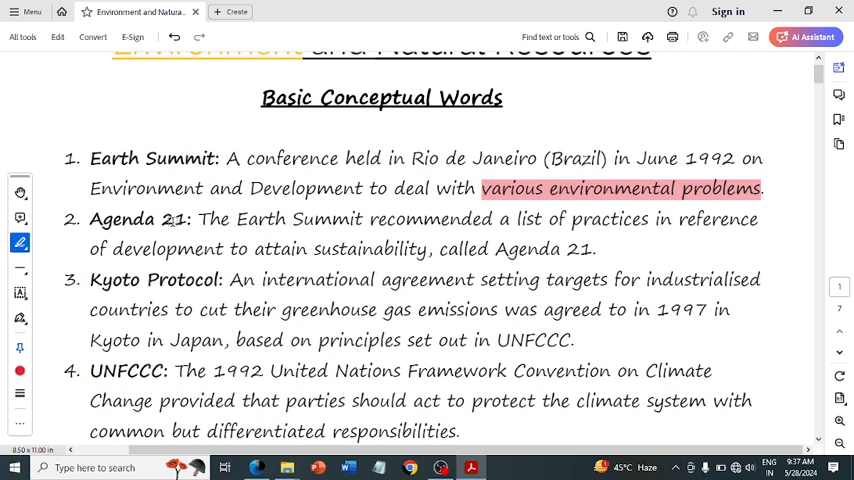 Menu
Environment and Natura...
Create
Sign in
All tools
Edit
Convert
E-Sign
Find text or tools
AI Assistant
Environment and Natural Resources
Basic Conceptual Words
1. Earth Summit: A conference held in Rio de Janeiro (Brazil) in June 1992 on
Environment and Development to deal with various environmental problems.
2. Agenda 21: The Earth Summit recommended a list of practices in reference
of development to attain sustainability, called Agenda 21.
3. Kyoto Protocol: An international agreement setting targets for industrialised
countries to cut their greenhouse gas emissions was agreed to in 1997 in
Kyoto in Japan, based on principles set out in UNFCCC.
4. UNFCCC: The 1992 United Nations Framework Convention on Climate
Change provided that parties should act to protect the climate system with
common but differentiated responsibilities.
1
7
8.50 x 11.00 in
Type here to search
45°C Haze
ENG
IN
9:37 AM
5/28/2024